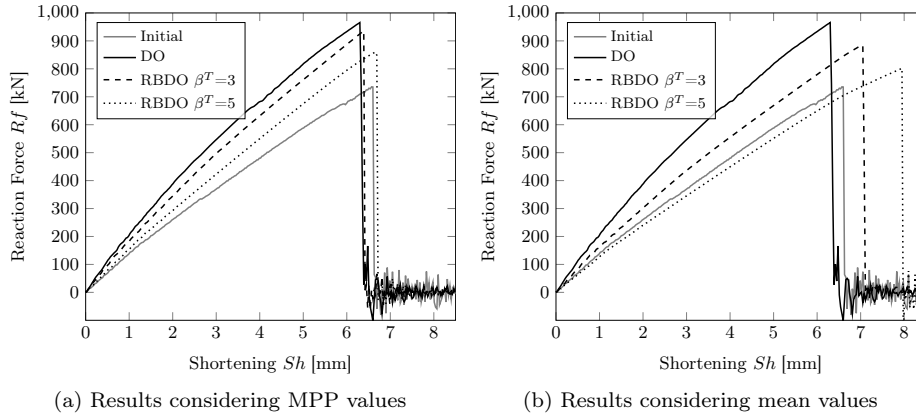 1,000
900
800
700
600
500
400
300
200
100
0
Reaction Force Rf [kN]
Initial
DO
RBDO β^T=3
RBDO β^T=5
0 1 2 3 4 5 6 7 8
Shortening Sh [mm]
(a) Results considering MPP values
1,000
900
800
700
600
500
400
300
200
100
0
Reaction Force Rf [kN]
Initial
DO
RBDO β^T=3
RBDO β^T=5
0 1 2 3 4 5 6 7 8
Shortening Sh [mm]
(b) Results considering mean values